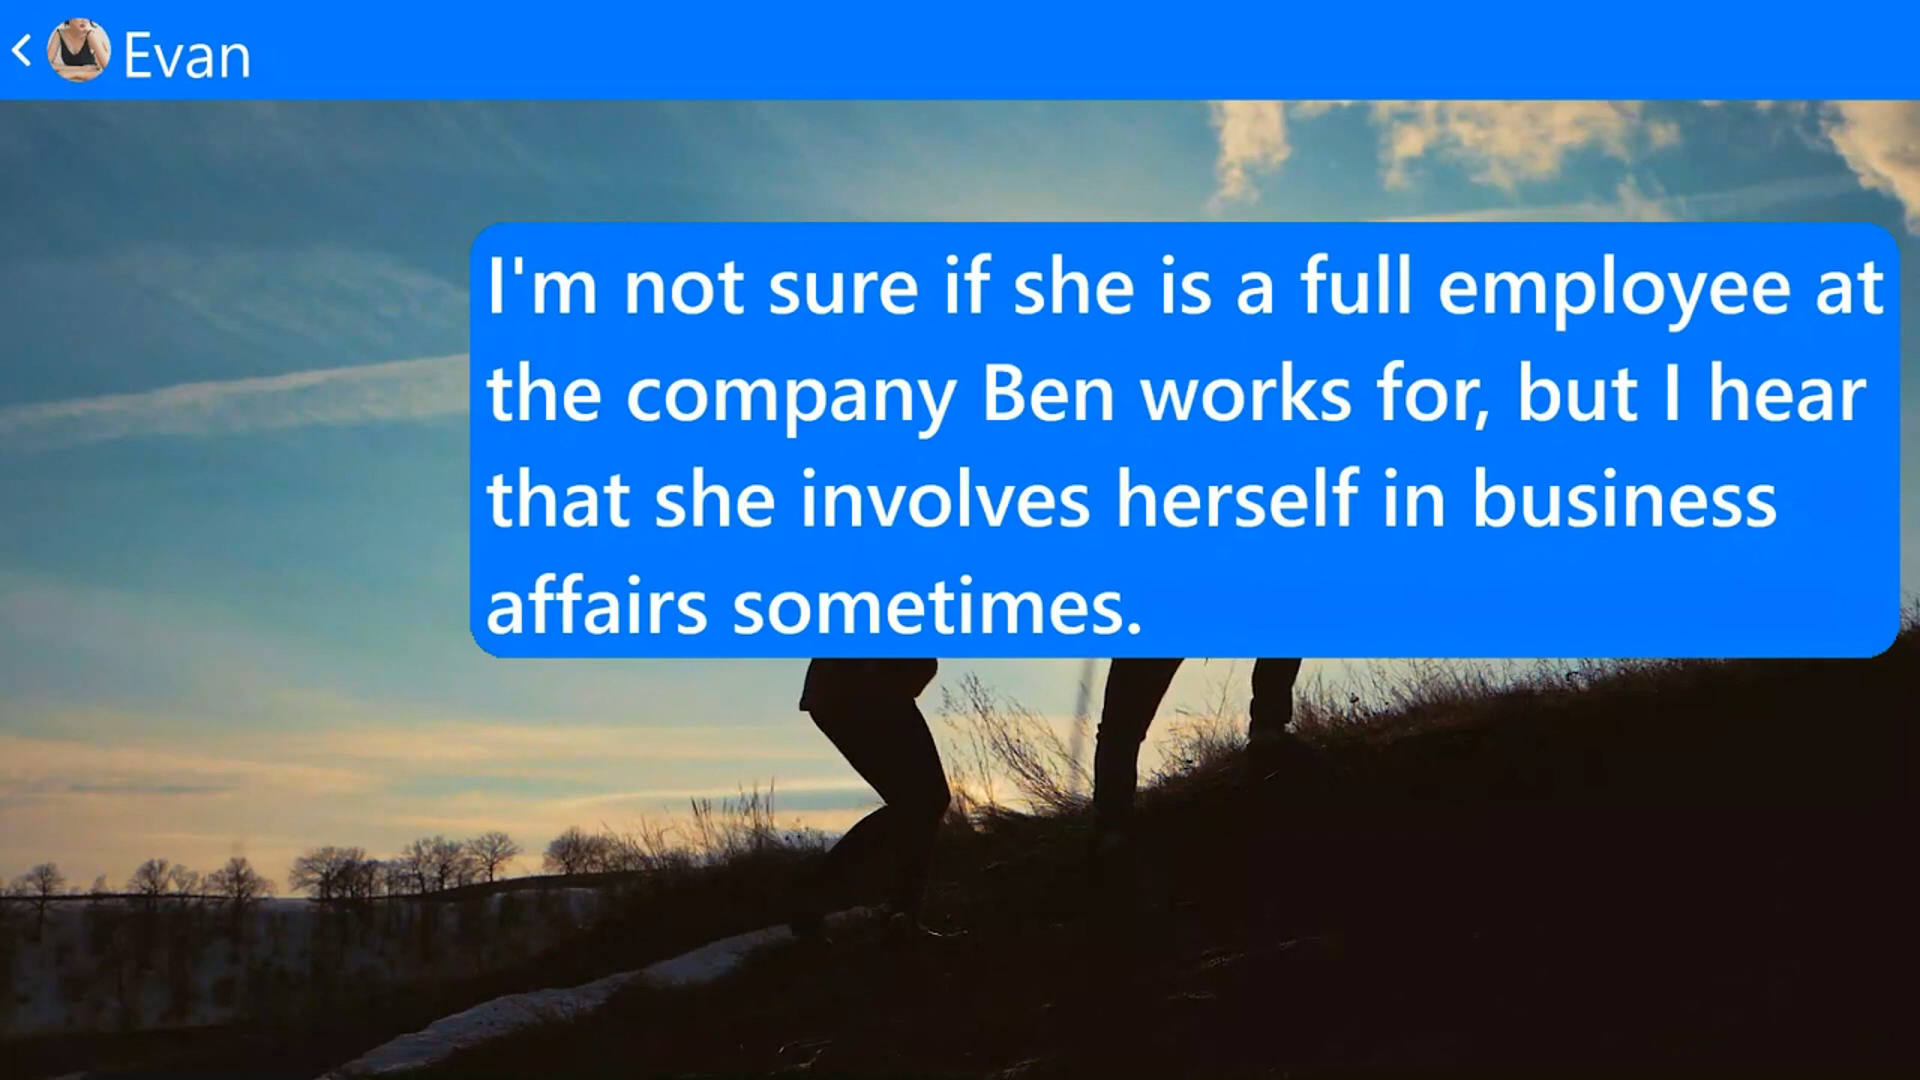 Evan
I'm not sure if she is a full employee at
the company Ben works for, but I hear
that she involves herself in business
affairs sometimes.